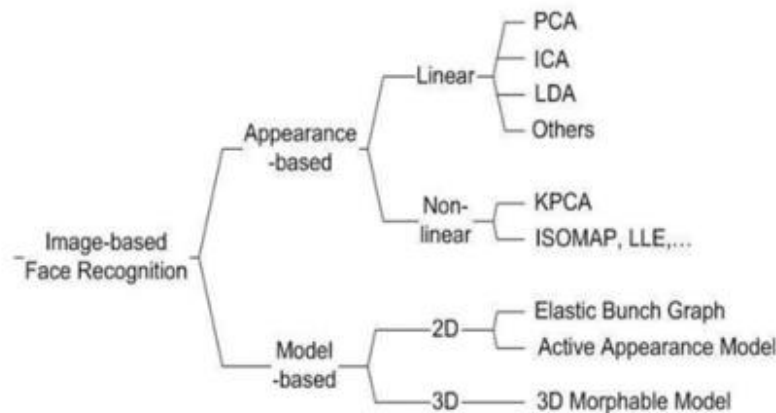 PCA
ICA
Linear
LDA
Others
Appearance
-based
KPCA
Non-
linear
ISOMAP, LLE,...
Image-based
Face Recognition
Elastic Bunch Graph
2D
Active Appearance Model
Model
-based
3D
3D Morphable Model